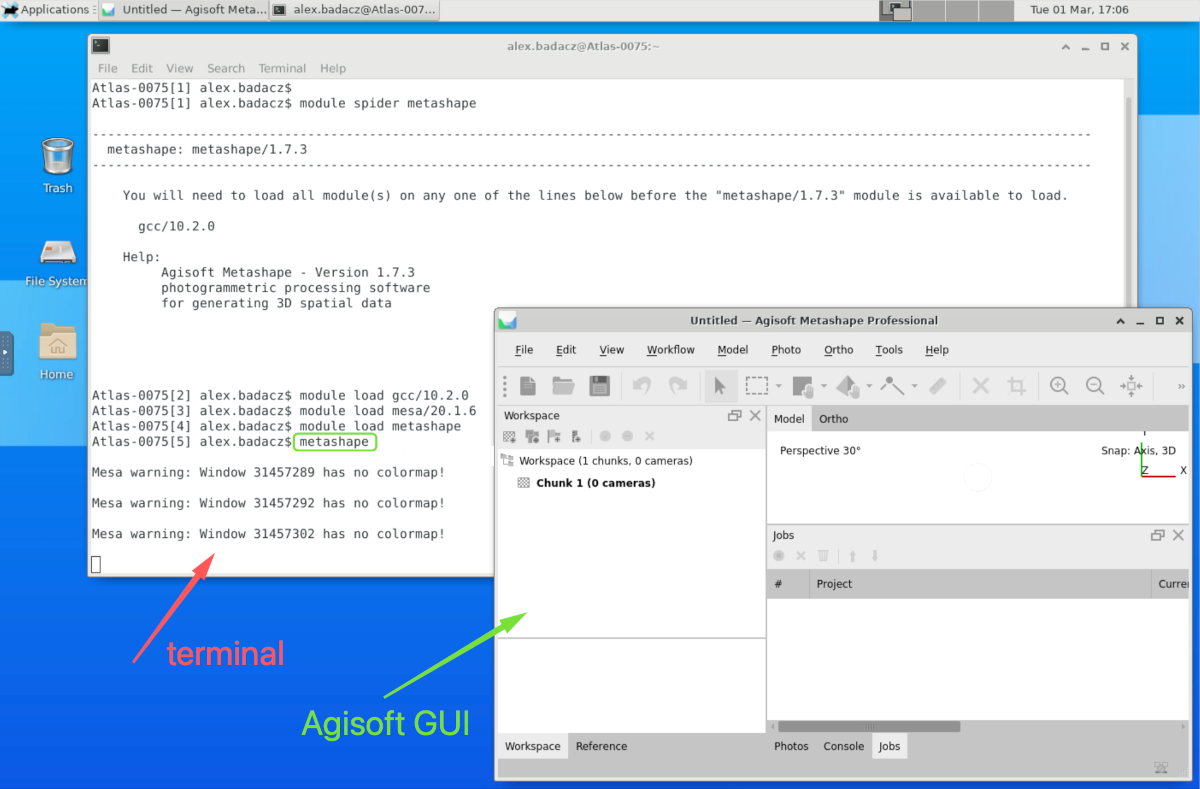 Applications
Untitled — Agisoft Meta...
alex.badacz@Atlas-007...
Tue 01 Mar, 17:06
alex.badacz@Atlas-0075:~
File Edit View Search Terminal Help
Atlas-0075[1] alex.badacz$
Atlas-0075[1] alex.badacz$ module spider metashape
metashape: metashape/1.7.3
You will need to load all module(s) on any one of the lines below before the "metashape/1.7.3" module is available to load.
gcc/10.2.0
Help:
Agisoft Metashape - Version 1.7.3
photogrammetric processing software
for generating 3D spatial data
Atlas-0075[2] alex.badacz$ module load gcc/10.2.0
Atlas-0075[3] alex.badacz$ module load mesa/20.1.6
Atlas-0075[4] alex.badacz$ module load metashape
Atlas-0075[5] alex.badacz$ metashape
Mesa warning: Window 31457289 has no colormap!
Mesa warning: Window 31457292 has no colormap!
Mesa warning: Window 31457302 has no colormap!
Trash
File System
Home
terminal
Agisoft GUI
Untitled — Agisoft Metashape Professional
File Edit View Workflow Model Photo Ortho Tools Help
Workspace
Workspace (1 chunks, 0 cameras)
Chunk 1 (0 cameras)
Model Ortho
Perspective 30°
Snap: Axis, 3D
Z X
Jobs
# Project Curre
Workspace Reference
Photos Console Jobs